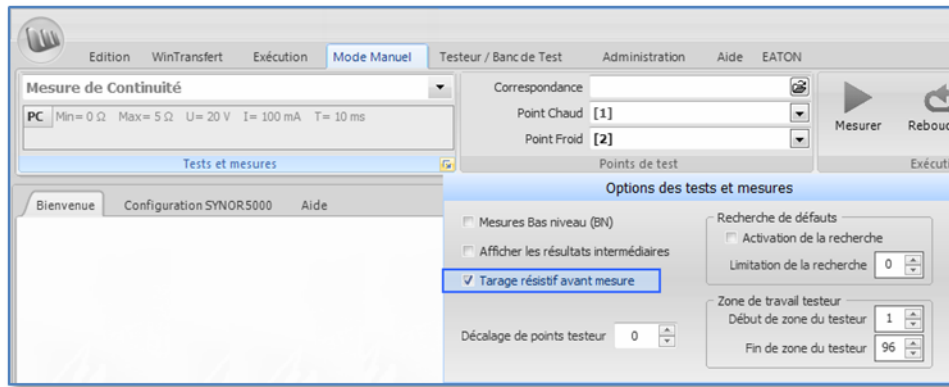 Edition WinTransfert Exécution Mode Manuel Testeur / Banc de Test Administration Aide EATON
Mesure de Continuité
PC Min= 0 Ω Max= 5 Ω U= 20 V I= 100 mA T= 10 ms
Tests et mesures
Correspondance
Point Chaud [1]
Point Froid [2]
Points de test
Mesurer Rebouc
Exécuti
Bienvenue Configuration SYNOR5000 Aide
Options des tests et mesures
Mesures Bas niveau (BN)
Afficher les résultats intermédiaires
Tarage résistif avant mesure
Décalage de points testeur 0
Recherche de défauts
Activation de la recherche
Limitation de la recherche 0
Zone de travail testeur
Début de zone du testeur 1
Fin de zone du testeur 96